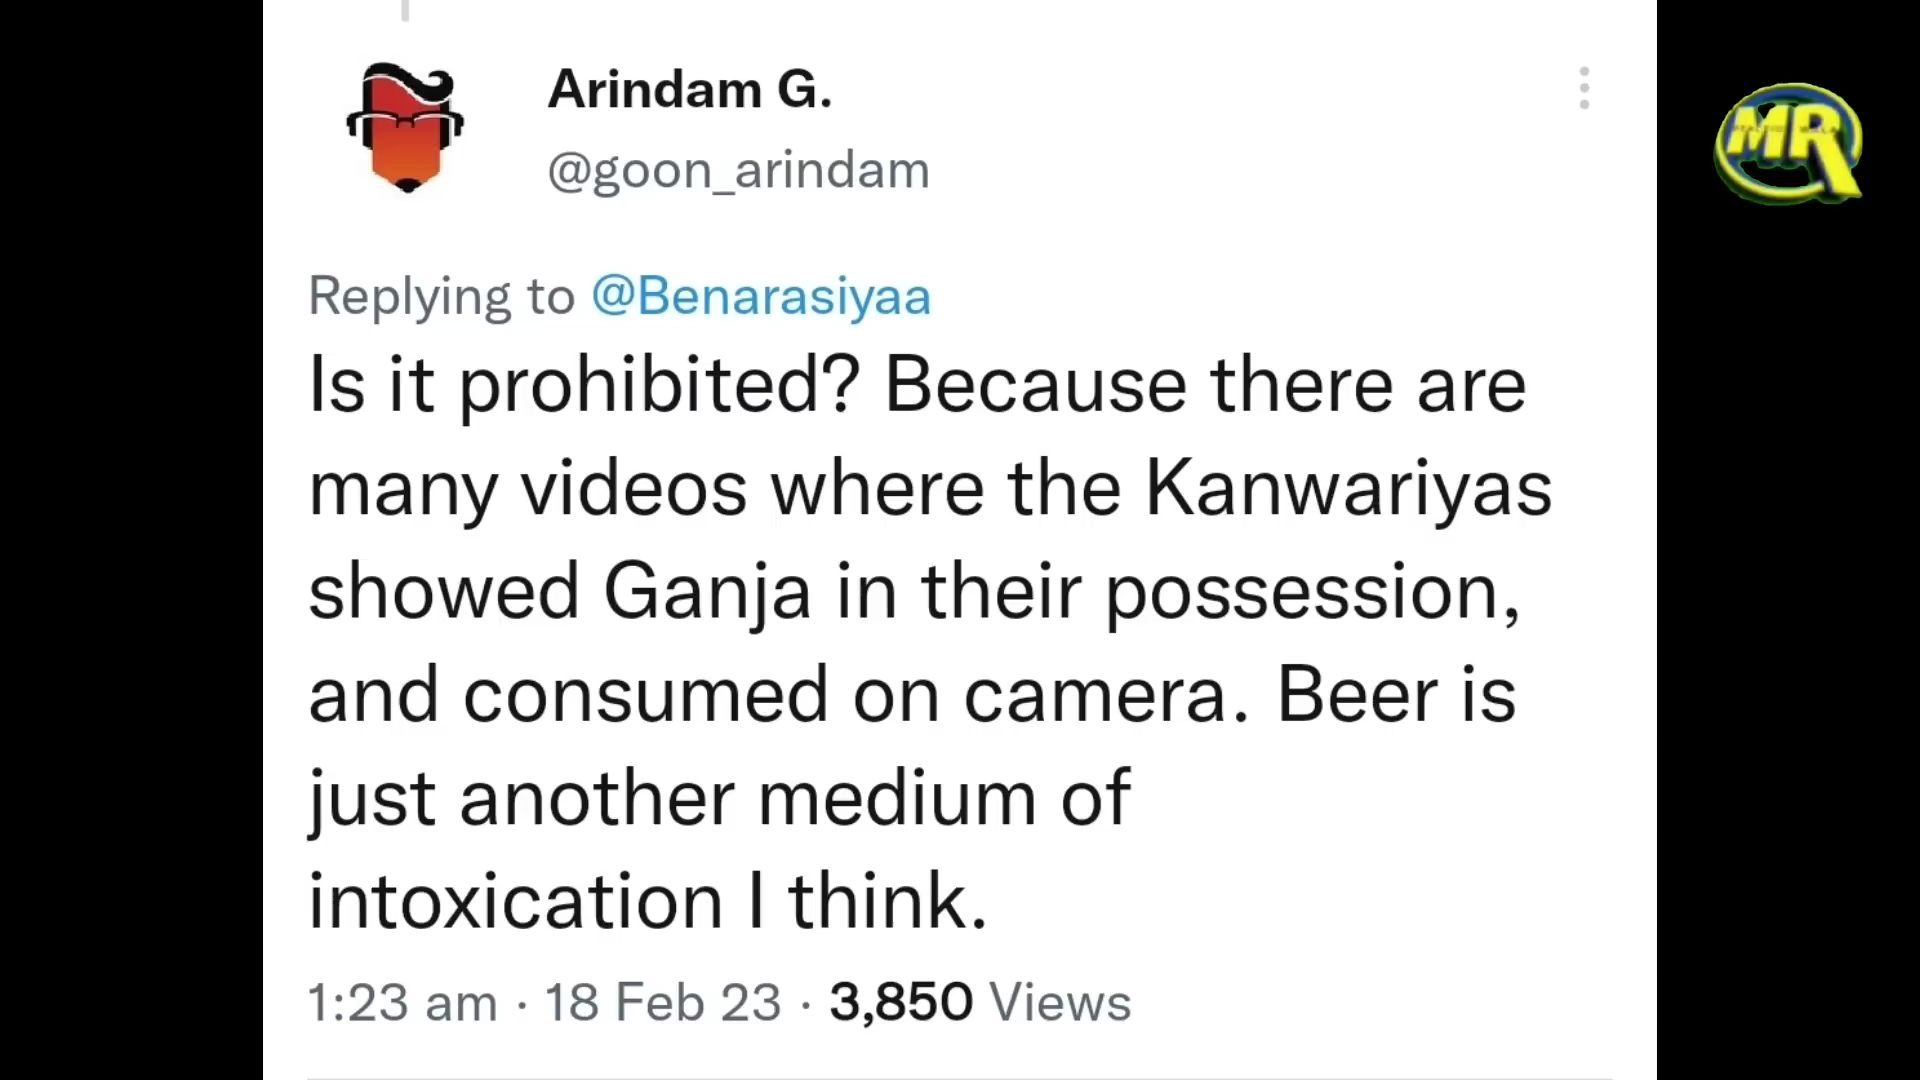 Arindam G.
@goon_arindam
Replying to @Benarasiyaa
Is it prohibited? Because there are
many videos where the Kanwariyas
showed Ganja in their possession,
and consumed on camera. Beer is
just another medium of
intoxication I think.
1:23 am · 18 Feb 23 · 3,850 Views
MR